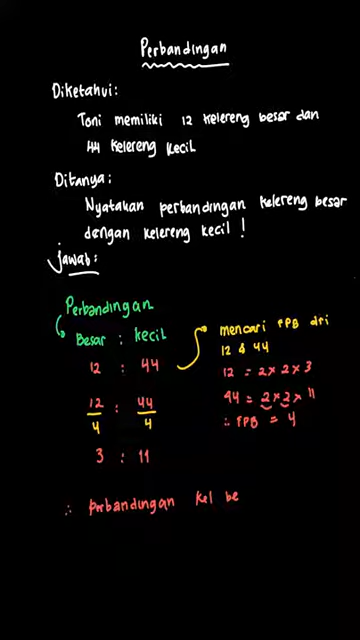 Perbandingan
Diketahui:
Toni memiliki 12 kelereng besar dan
44 kelereng kecil
Ditanya:
Nyatakan perbandingan kelereng besar
dengan kelereng kecil!
Jawab:
Perbandingan
Besar : kecil
12 : 44
12/4 : 44/4
3 : 11
mencari FPB dri
12 & 44
12 = 2 x 2 x 3
44 = 2 x 2 x 11
∴ FPB = 4
∴ perbandingan kel be